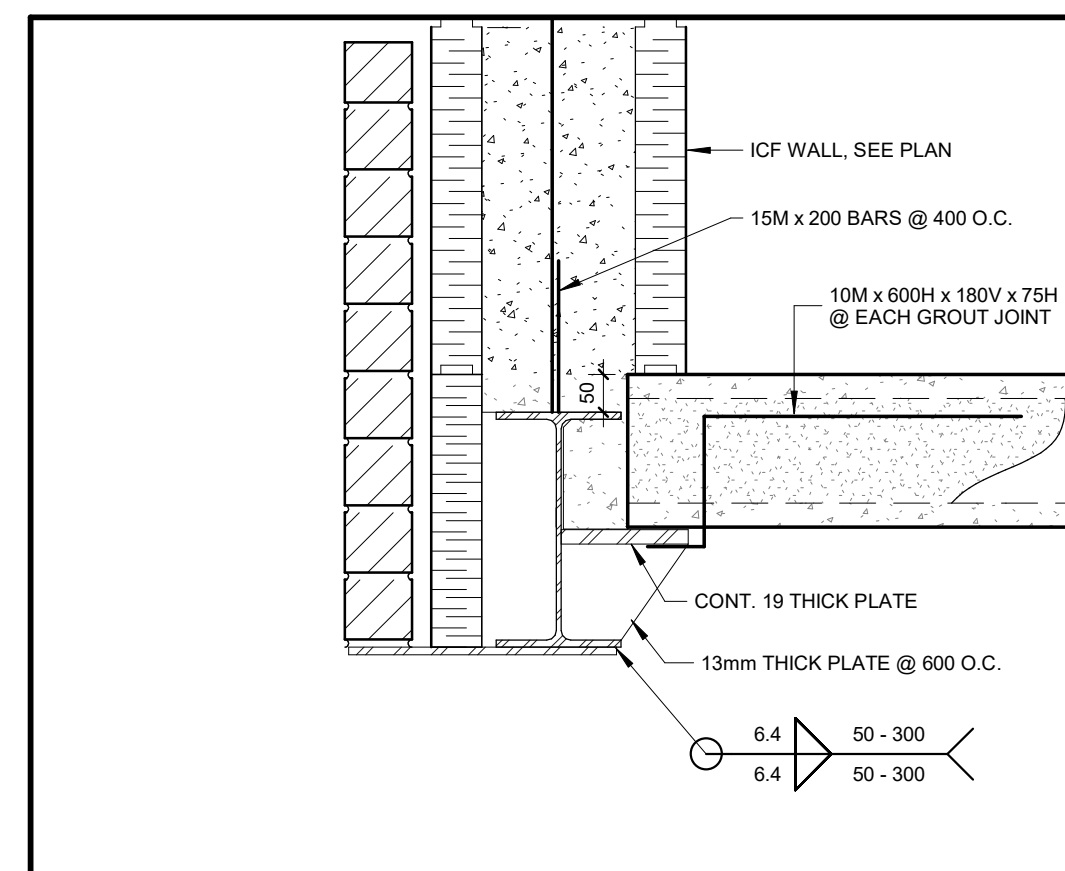 ICF WALL, SEE PLAN
15M x 200 BARS @ 400 O.C.
10M x 600H x 180V x 75H
@ EACH GROUT JOINT
50
CONT. 19 THICK PLATE
13mm THICK PLATE @ 600 O.C.
6.4 50 - 300
6.4 50 - 300